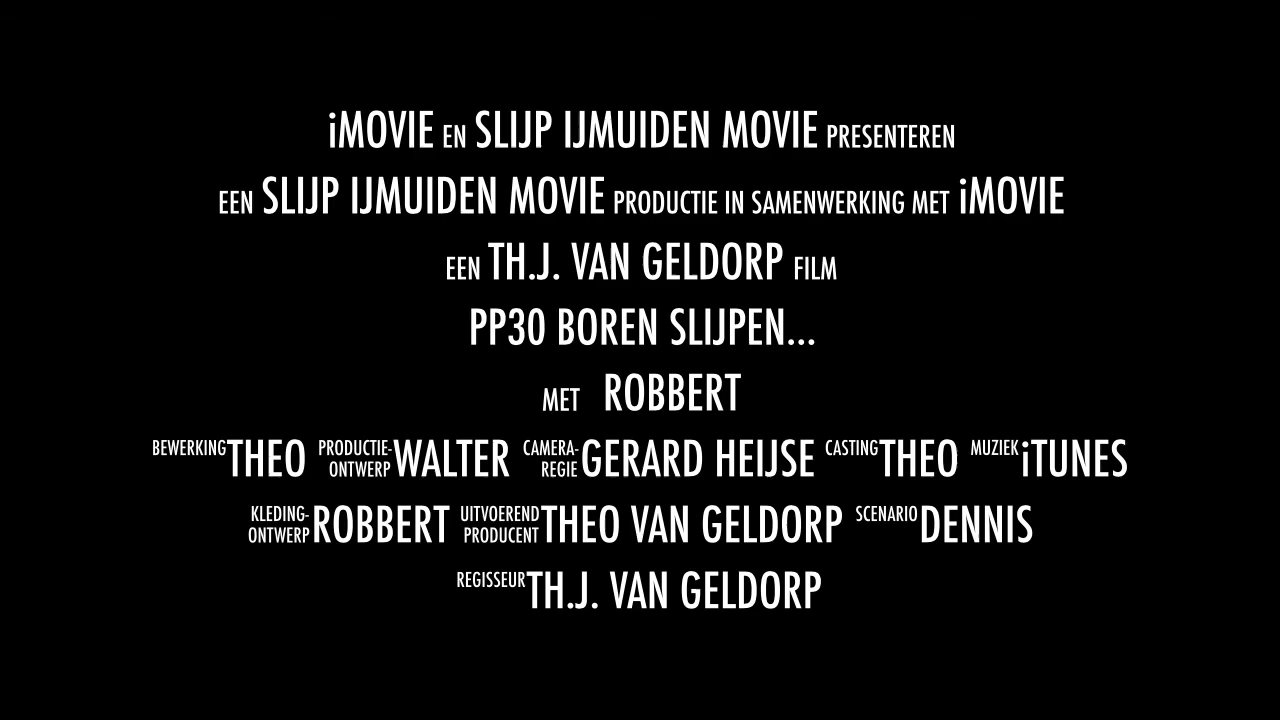 iMOVIE EN SLIJP IJMUIDEN MOVIE PRESENTEREN
EEN SLIJP IJMUIDEN MOVIE PRODUCTIE IN SAMENWERKING MET iMOVIE
EEN TH.J. VAN GELDORP FILM
PP30 BOREN SLIJPEN...
MET ROBBERT
BEWERKING THEO PRODUCTIE-ONTWERP WALTER CAMERA-REGIE GERARD HEIJSE CASTING THEO MUZIEK iTUNES
KLEDING-ONTWERP ROBBERT UITVOEREND PRODUCENT THEO VAN GELDORP SCENARIO DENNIS
REGISSEUR TH.J. VAN GELDORP